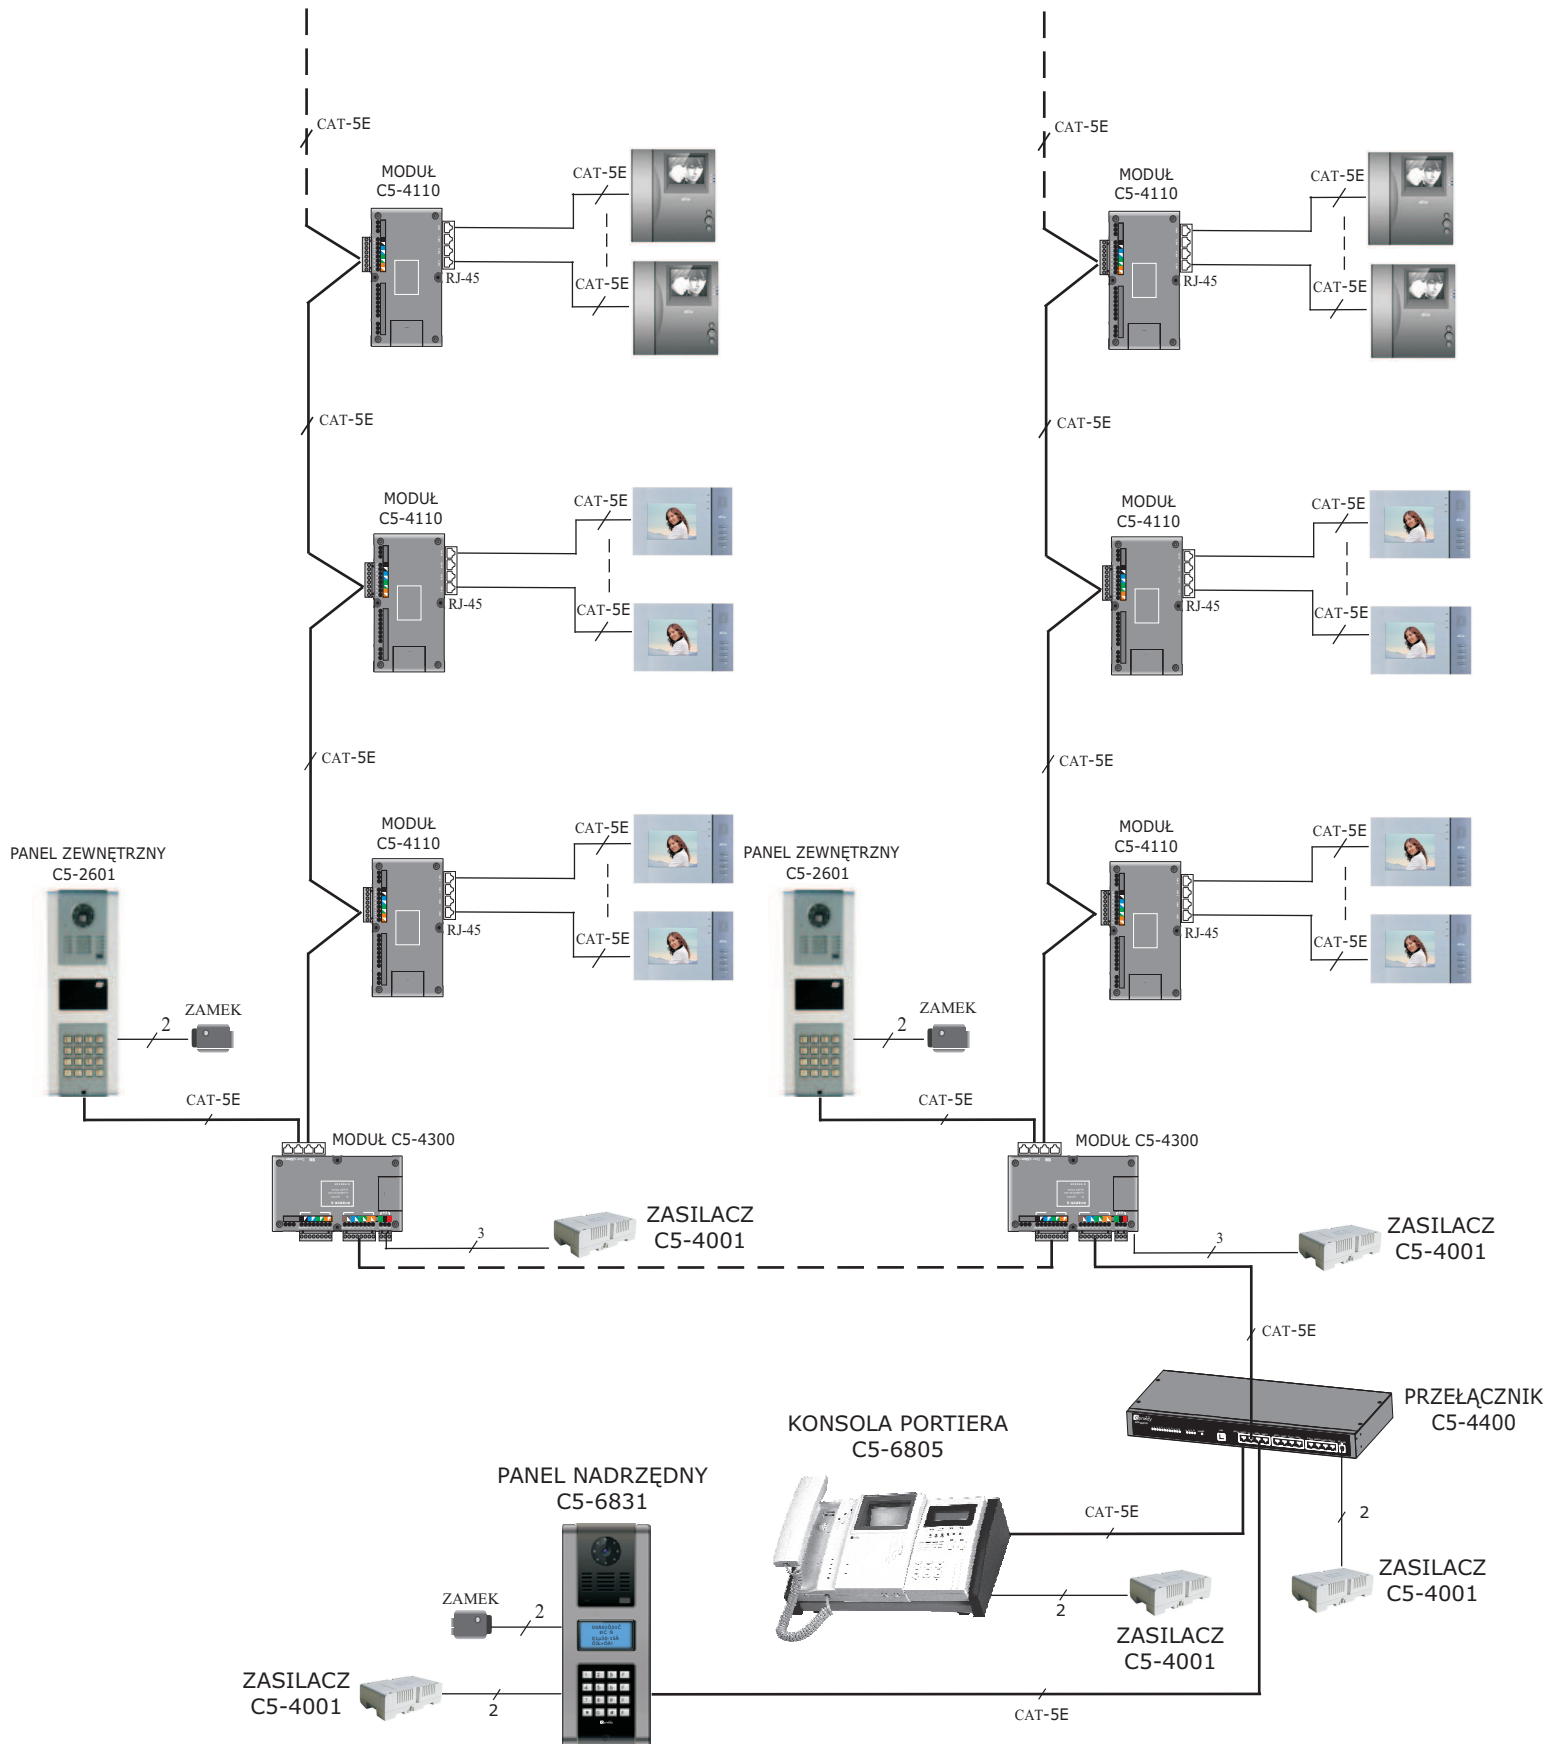 CAT-5E
CAT-5E
MODUŁ
C5-4110
CAT-5E
CAT-5E
RJ-45
MODUŁ
C5-4110
CAT-5E
CAT-5E
RJ-45
CAT-5E
CAT-5E
MODUŁ
C5-4110
CAT-5E
CAT-5E
RJ-45
MODUŁ
C5-4110
CAT-5E
CAT-5E
RJ-45
CAT-5E
CAT-5E
PANEL ZEWNĘTRZNY
C5-2601
MODUŁ
C5-4110
CAT-5E
CAT-5E
RJ-45
PANEL ZEWNĘTRZNY
C5-2601
MODUŁ
C5-4110
CAT-5E
CAT-5E
RJ-45
ZAMEK
2
ZAMEK
2
CAT-5E
CAT-5E
MODUŁ C5-4300
MODUŁ C5-4300
3
ZASILACZ
C5-4001
3
ZASILACZ
C5-4001
CAT-5E
PRZEŁĄCZNIK
C5-4400
KONSOLA PORTIERA
C5-6805
PANEL NADRZĘDNY
C5-6831
CAT-5E
2
ZASILACZ
C5-4001
2
ZASILACZ
C5-4001
ZAMEK
2
ZASILACZ
C5-4001
2
CAT-5E